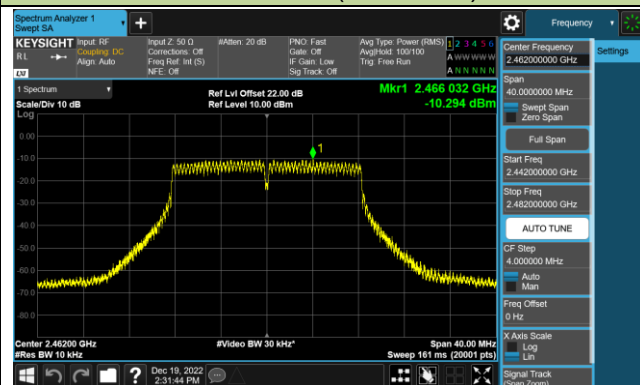 Spectrum Analyzer 1
Swept SA
Frequency
KEYSIGHT
RL
Input: RF
Coupling: DC
Align: Auto
Input Z: 50 Ω
Corrections: Off
Freq Ref: Int (S)
NFE: Off
#Atten: 20 dB
PNO: Fast
Gate: Off
IF Gain: Low
Sig Track: Off
Avg Type: Power (RMS)
Avg|Hold: 100/100
Trig: Free Run
1 2 3 4 5 6
A W W W W W
A N N N N N
LXI
1 Spectrum
Scale/Div 10 dB
Log
Ref Lvl Offset 22.00 dB
Ref Level 10.00 dBm
Mkr1 2.466 032 GHz
-10.294 dBm
0.00
-10.0
-20.0
-30.0
-40.0
-50.0
-60.0
-70.0
-80.0
1
Center 2.46200 GHz
#Res BW 10 kHz
#Video BW 30 kHz*
Span 40.00 MHz
Sweep 161 ms (20001 pts)
Dec 19, 2022
2:31:44 PM
Center Frequency
2.462000000 GHz
Settings
Span
40.0000000 MHz
Swept Span
Zero Span
Full Span
Start Freq
2.442000000 GHz
Stop Freq
2.482000000 GHz
AUTO TUNE
CF Step
4.000000 MHz
Auto
Man
Freq Offset
0 Hz
X Axis Scale
Log
Lin
Signal Track
(Span Zoom)